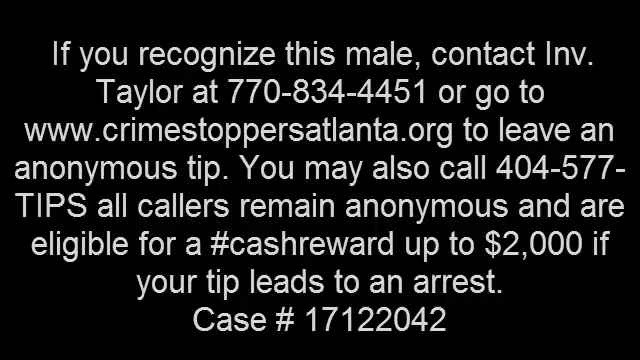 If you recognize this male, contact Inv.
Taylor at 770-834-4451 or go to
www.crimestoppersatlanta.org to leave an
anonymous tip. You may also call 404-577-
TIPS all callers remain anonymous and are
eligible for a #cashreward up to $2,000 if
your tip leads to an arrest.
Case # 17122042